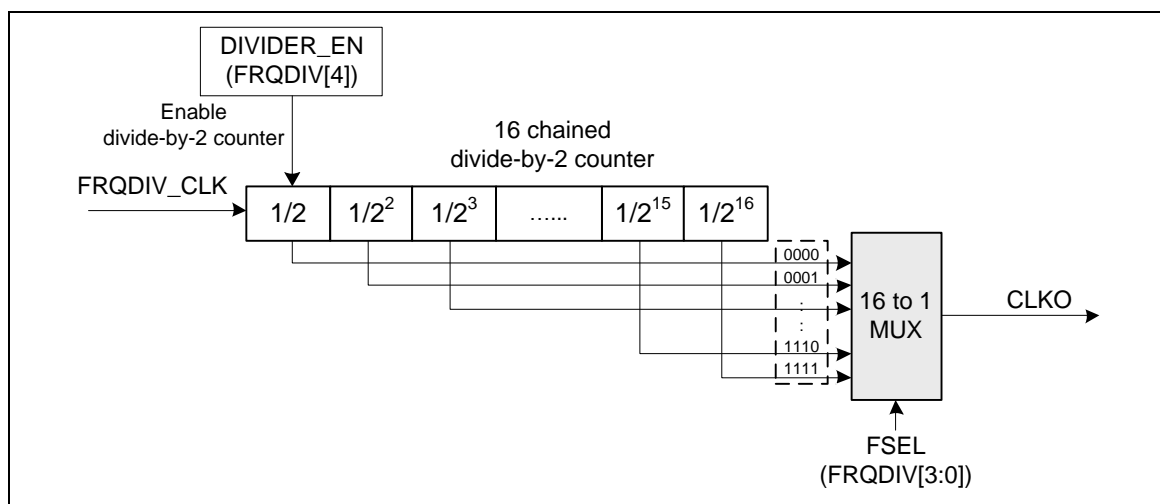 DIVIDER_EN
(FRQDIV[4])
Enable
divide-by-2 counter
16 chained
divide-by-2 counter
FRQDIV_CLK
1/2 1/2² 1/2³ …... 1/2¹⁵ 1/2¹⁶
0000
0001
:
:
1110
1111
16 to 1
MUX
CLKO
FSEL
(FRQDIV[3:0])